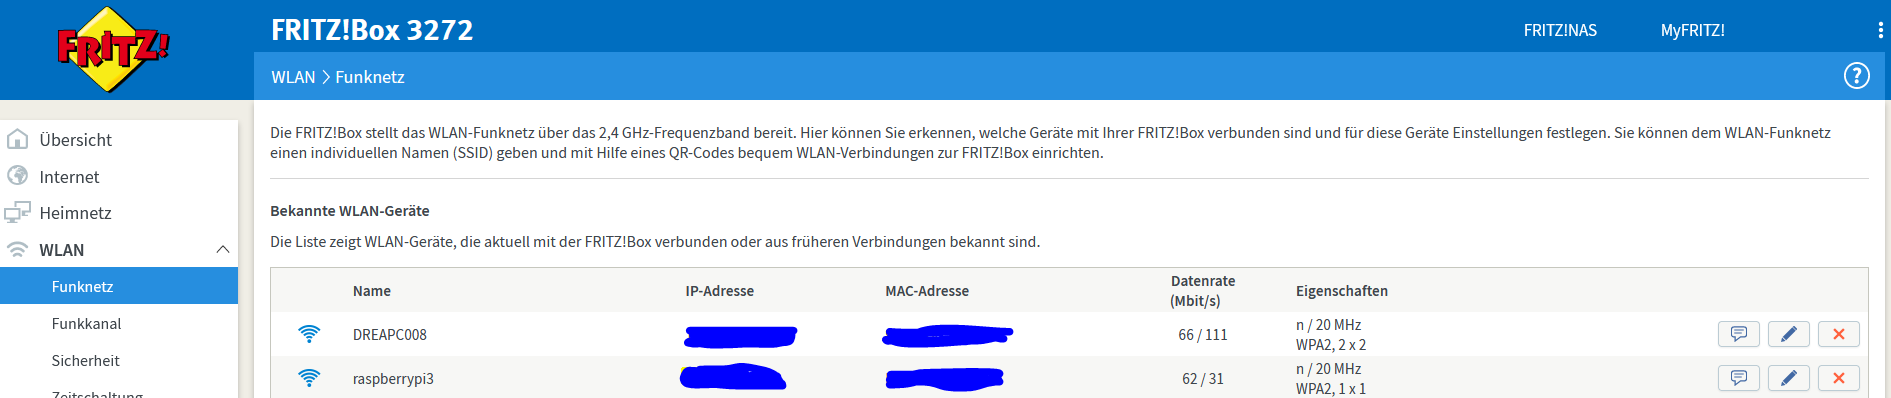 FRITZ!
FRITZ!Box 3272
FRITZ!NAS
MyFRITZ!
WLAN > Funknetz
?
Übersicht
Internet
Heimnetz
WLAN
Funknetz
Funkkanal
Sicherheit
Zeitschaltung
Die FRITZ!Box stellt das WLAN-Funknetz über das 2,4 GHz-Frequenzband bereit. Hier können Sie erkennen, welche Geräte mit Ihrer FRITZ!Box verbunden sind und für diese Geräte Einstellungen festlegen. Sie können dem WLAN-Funknetz
einen individuellen Namen (SSID) geben und mit Hilfe eines QR-Codes bequem WLAN-Verbindungen zur FRITZ!Box einrichten.
Bekannte WLAN-Geräte
Die Liste zeigt WLAN-Geräte, die aktuell mit der FRITZ!Box verbunden oder aus früheren Verbindungen bekannt sind.
Name IP-Adresse MAC-Adresse Datenrate (Mbit/s) Eigenschaften
DREAPC008 66 / 111 n / 20 MHz
WPA2, 2 x 2
raspberrypi3 62 / 31 n / 20 MHz
WPA2, 1 x 1